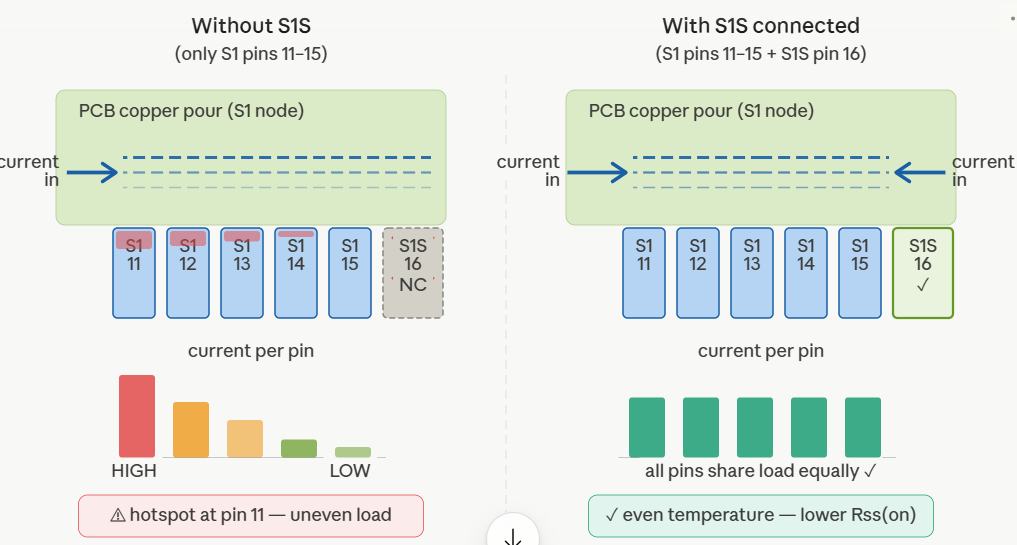 Without S1S
(only S1 pins 11–15)
PCB copper pour (S1 node)
current
in
S1
11
S1
12
S1
13
S1
14
S1
15
S1S
16
NC
current per pin
HIGH
LOW
⚠ hotspot at pin 11 — uneven load
With S1S connected
(S1 pins 11–15 + S1S pin 16)
PCB copper pour (S1 node)
current
in
current
in
S1
11
S1
12
S1
13
S1
14
S1
15
S1S
16
✓
current per pin
all pins share load equally ✓
✓ even temperature — lower Rss(on)